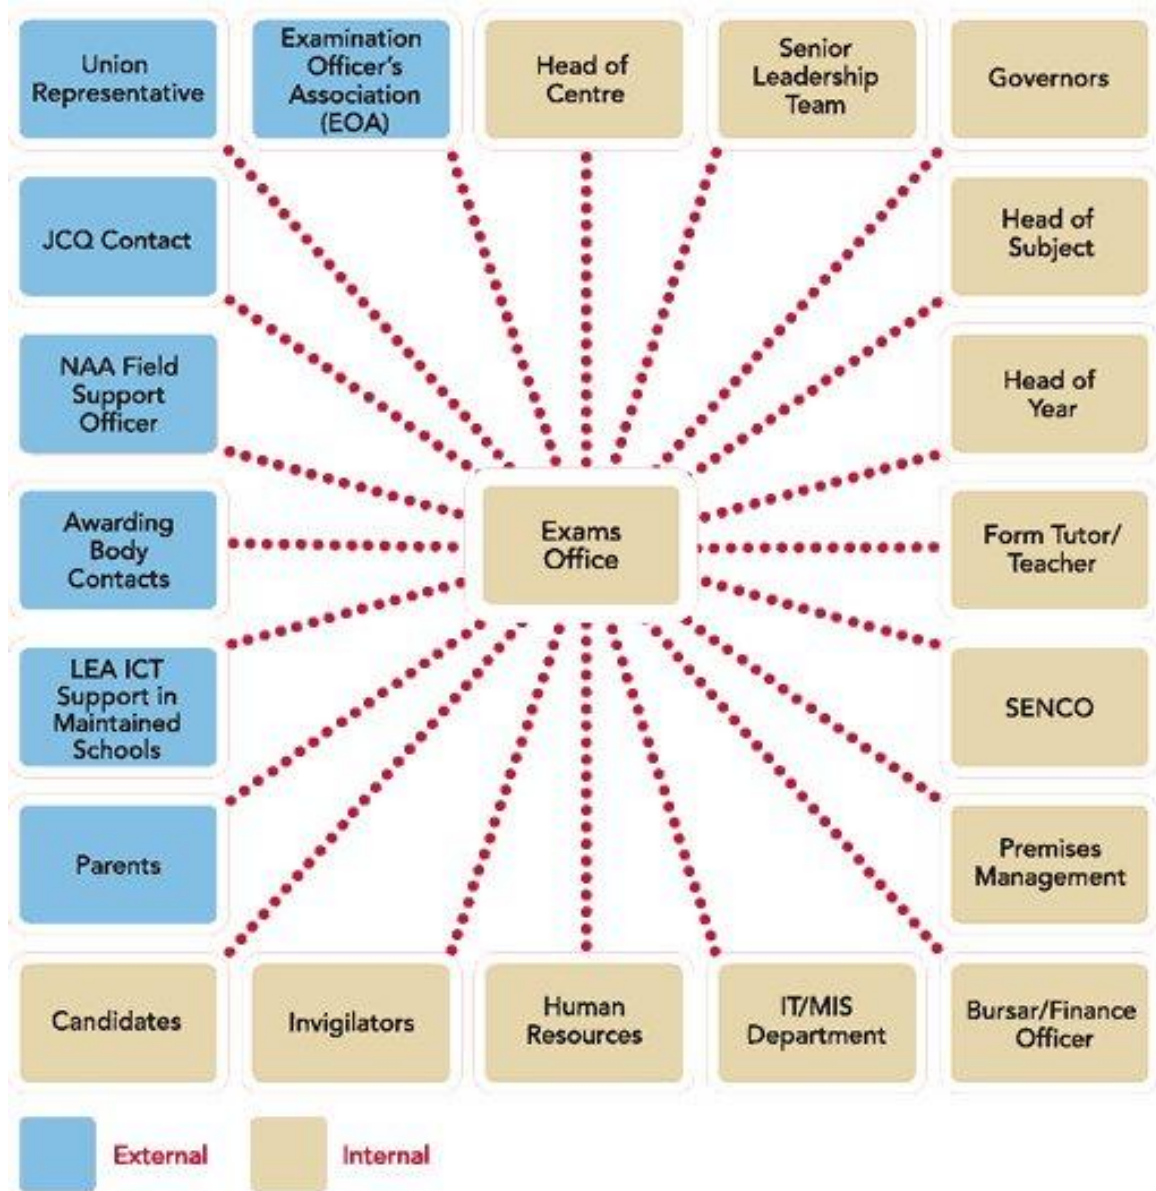 Union
Representative
Examination
Officer's
Association
(EOA)
Head of
Centre
Senior
Leadership
Team
Governors
JCQ Contact
Head of
Subject
NAA Field
Support
Officer
Head of
Year
Awarding
Body
Contacts
Exams
Office
Form Tutor/
Teacher
LEA ICT
Support in
Maintained
Schools
SENCO
Parents
Premises
Management
Candidates
Invigilators
Human
Resources
IT/MIS
Department
Bursar/Finance
Officer
External
Internal